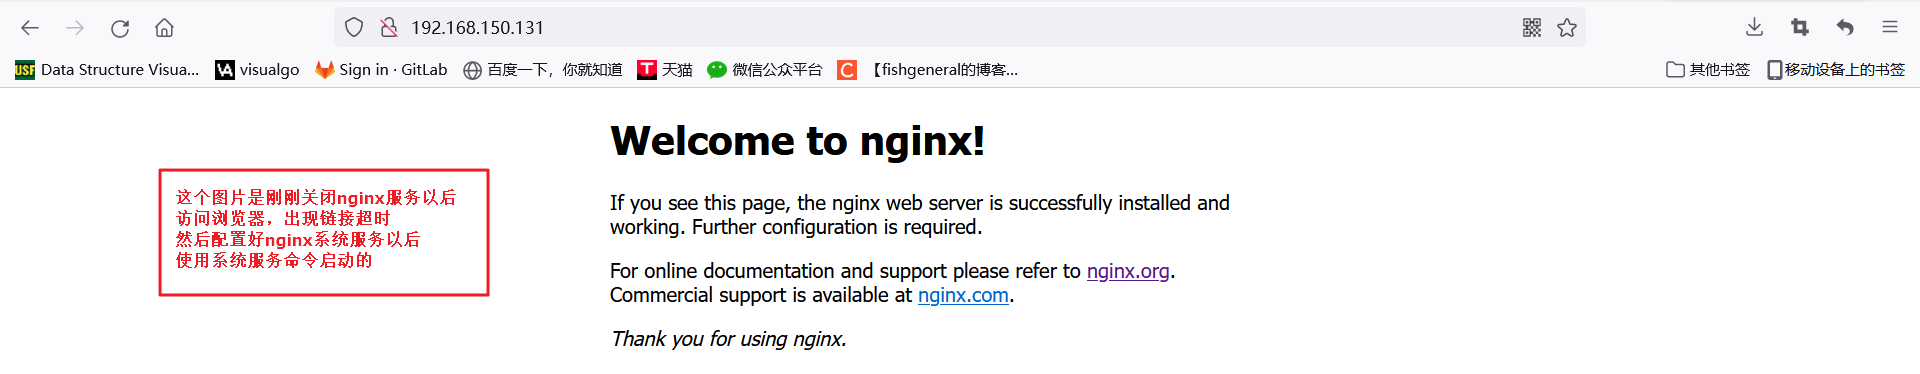 192.168.150.131
USF Data Structure Visua... VA visualgo Sign in · GitLab 百度一下，你就知道 T 天猫 微信公众平台 C 【fishgeneral的博客... 其他书签 移动设备上的书签
Welcome to nginx!
这个图片是刚刚关闭nginx服务以后
访问浏览器，出现链接超时
然后配置好nginx系统服务以后
使用系统服务命令启动的
If you see this page, the nginx web server is successfully installed and
working. Further configuration is required.
For online documentation and support please refer to nginx.org.
Commercial support is available at nginx.com.
Thank you for using nginx.